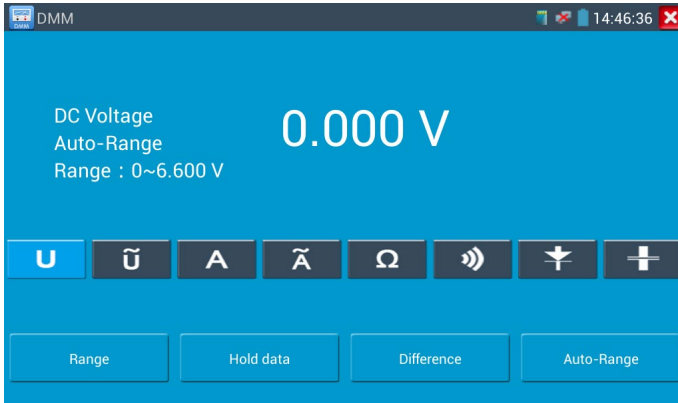 DMM
DMM
14:46:36
DC Voltage
Auto-Range
Range : 0~6.600 V
0.000 V
U Ũ A Ã Ω
Range Hold data Difference Auto-Range